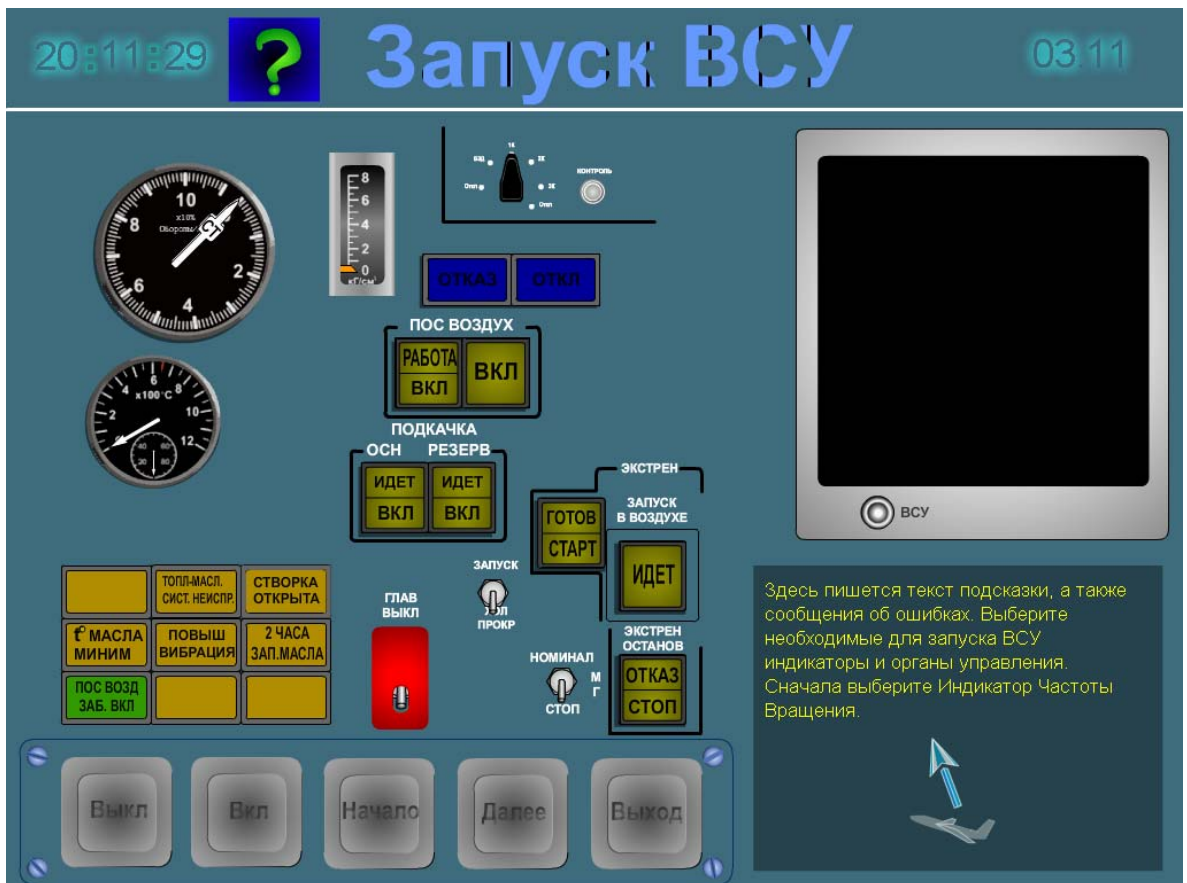 20:11:29
?
Запуск ВСУ
03.11
10
x10%
Обороты
8
2
6
4
8
6
4
2
0
кГ/см²
1К
2К
3К
КОНТРОЛЬ
Откл
ОТКАЗ
ОТКЛ
ПОС ВОЗДУХ
РАБОТА
ВКЛ
ВКЛ
6
4
8
x100°C
2
10
12
40
60
20
80
ПОДКАЧКА
ОСН
РЕЗЕРВ
ИДЕТ
ВКЛ
ИДЕТ
ВКЛ
ЭКСТРЕН
ЗАПУСК
В ВОЗДУХЕ
ГОТОВ
СТАРТ
ИДЕТ
ВСУ
ТОПЛ-МАСЛ.
СИСТ. НЕИСПР.
СТВОРКА
ОТКРЫТА
t° МАСЛА
МИНИМ
ПОВЫШ
ВИБРАЦИЯ
2 ЧАСА
ЗАП.МАСЛА
ПОС ВОЗД
ЗАБ. ВКЛ
ГЛАВ
ВЫКЛ
ЗАПУСК
ПРОКР
НОМИНАЛ
М
Г
СТОП
ЭКСТРЕН
ОСТАНОВ
ОТКАЗ
СТОП
Здесь пишется текст подсказки, а также
сообщения об ошибках. Выберите
необходимые для запуска ВСУ
индикаторы и органы управления.
Сначала выберите Индикатор Частоты
Вращения.
Выкл
Вкл
Начало
Далее
Выход